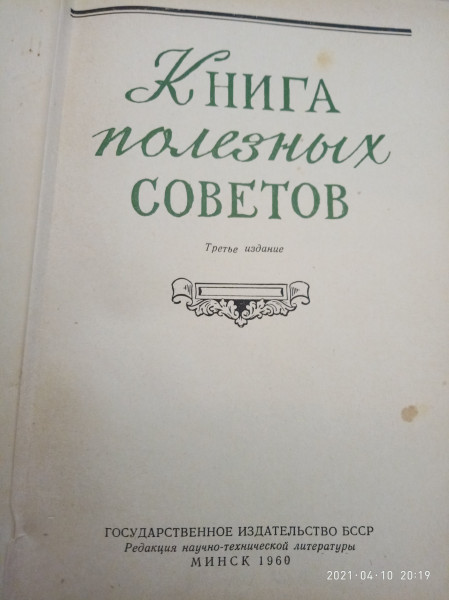 Книга
полезных
СОВЕТОВ
Третье издание
ГОСУДАРСТВЕННОЕ ИЗДАТЕЛЬСТВО БССР
Редакция научно-технической литературы
МИНСК 1960
2021-04-10 20:19